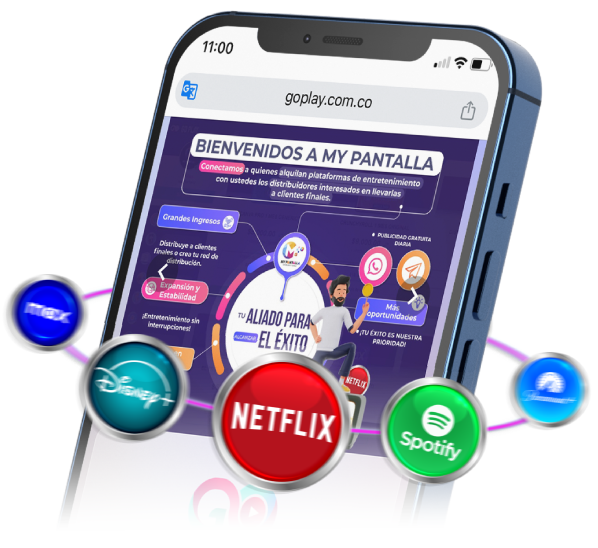 11:00
goplay.com.co
BIENVENIDOS A MY PANTALLA
Conectamos a quienes alquilan plataformas de entretenimiento
con ustedes los distribuidores interesados en llevarlas
a clientes finales.
Grandes Ingresos
PUBLICIDAD GRATUITA
DIARIA
Distribuye a clientes
finales o crea tu red de
distribución.
Expansión y
Estabilidad
Más
oportunidades
¡Entretenimiento sin
interrupciones!
¡TU ÉXITO ES NUESTRA
PRIORIDAD!
TU ALIADO PARA
ALCANZAR EL ÉXITO
NETFLIX
max
Disney+
NETFLIX
Spotify
Paramount+